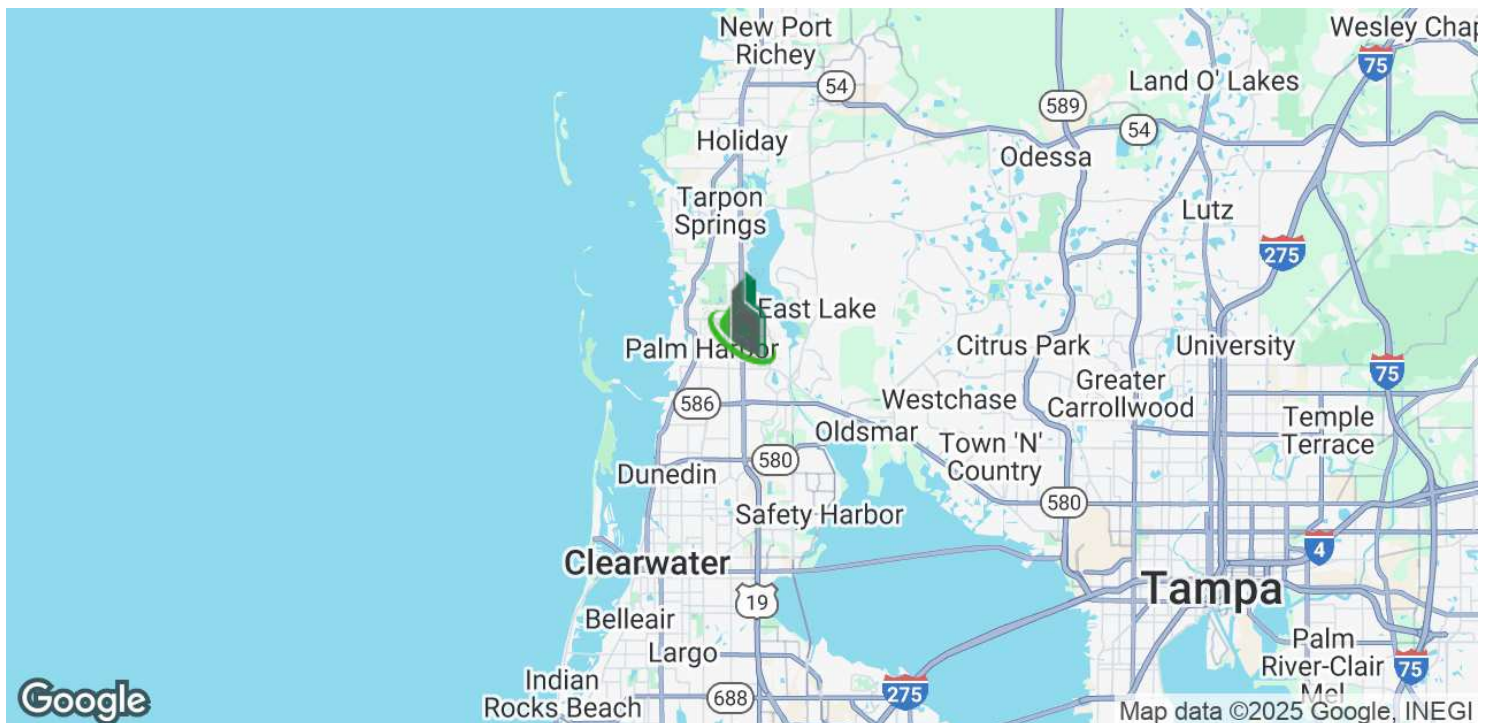 New Port
Richey
Wesley Chap
75
54
Land O' Lakes
589
54
Holiday
Odessa
Tarpon
Springs
Lutz
275
East Lake
Palm Harbor
Citrus Park
University
75
Greater
Carrollwood
586
Westchase
Temple
Terrace
Oldsmar
Town 'N'
Country
580
Dunedin
580
Safety Harbor
4
Clearwater
Tampa
19
Belleair
Palm
River-Clair
Mel
Largo
75
Indian
Rocks Beach
688
275
Google
Map data ©2025 Google, INEGI